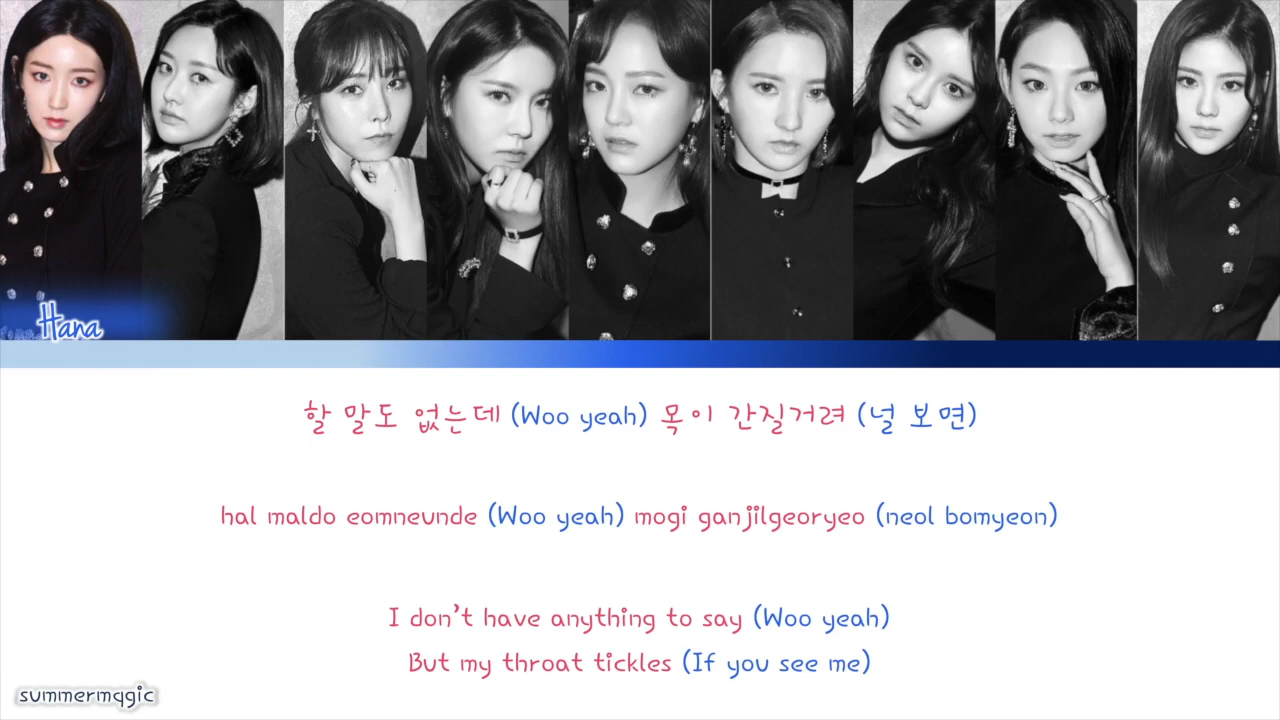 Hana
할 말도 없는데 (Woo yeah) 목이 간질거려 (널 보면)
hal maldo eomneunde (Woo yeah) mogi ganjilgeoryeo (neol bomyeon)
I don't have anything to say (Woo yeah)
But my throat tickles (If you see me)
summermqgic